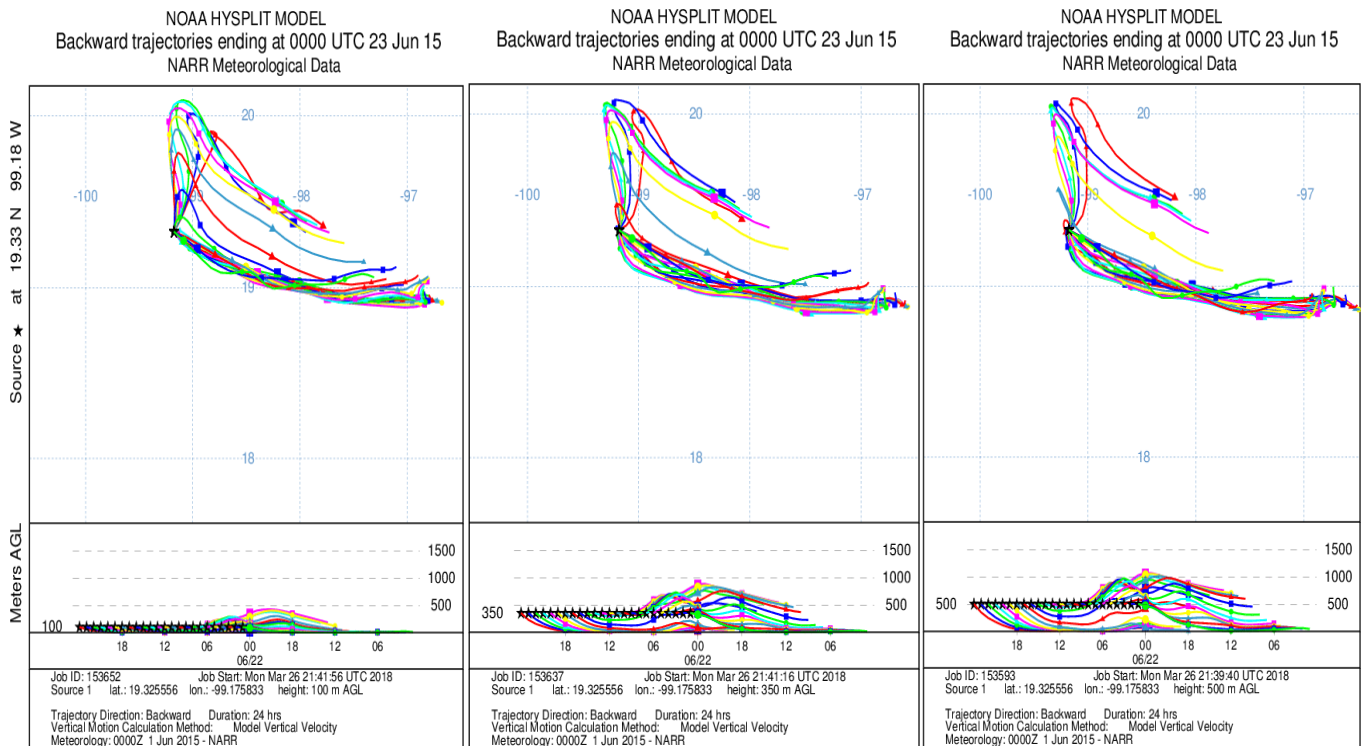 NOAA HYSPLIT MODEL
Backward trajectories ending at 0000 UTC 23 Jun 15
NARR Meteorological Data
Source ★ at 19.33 N 99.18 W
20
-100
-99
-98
-97
19
18
Meters AGL
1500
1000
500
100
18
12
06
00
18
12
06
06/22
Job ID: 153652 Job Start: Mon Mar 26 21:41:56 UTC 2018
Source 1 lat.: 19.325556 lon.: -99.175833 height: 100 m AGL
Trajectory Direction: Backward Duration: 24 hrs
Vertical Motion Calculation Method: Model Vertical Velocity
Meteorology: 0000Z 1 Jun 2015 - NARR
NOAA HYSPLIT MODEL
Backward trajectories ending at 0000 UTC 23 Jun 15
NARR Meteorological Data
20
-100
-99
-98
-97
19
18
1500
1000
500
350
18
12
06
00
18
12
06
06/22
Job ID: 153637 Job Start: Mon Mar 26 21:41:16 UTC 2018
Source 1 lat.: 19.325556 lon.: -99.175833 height: 350 m AGL
Trajectory Direction: Backward Duration: 24 hrs
Vertical Motion Calculation Method: Model Vertical Velocity
Meteorology: 0000Z 1 Jun 2015 - NARR
NOAA HYSPLIT MODEL
Backward trajectories ending at 0000 UTC 23 Jun 15
NARR Meteorological Data
20
-100
-99
-98
-97
19
18
1500
1000
500
500
18
12
06
00
18
12
06
06/22
Job ID: 153593 Job Start: Mon Mar 26 21:39:40 UTC 2018
Source 1 lat.: 19.325556 lon.: -99.175833 height: 500 m AGL
Trajectory Direction: Backward Duration: 24 hrs
Vertical Motion Calculation Method: Model Vertical Velocity
Meteorology: 0000Z 1 Jun 2015 - NARR